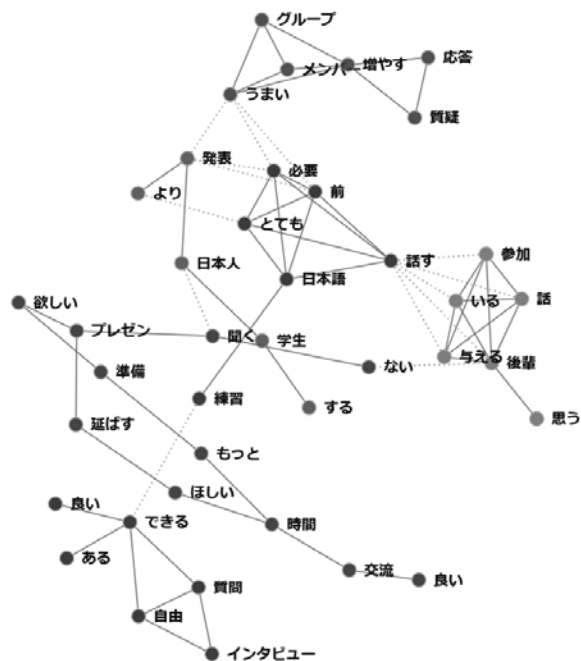 グループ
メンバー
増やす
応答
うまい
質疑
発表
必要
より
前
とても
日本人
話す
参加
日本語
いる
話
欲しい
プレゼン
聞く
学生
与える
後輩
準備
ない
練習
する
思う
延ばす
もっと
ほしい
良い
できる
時間
ある
交流
良い
質問
自由
インタビュー